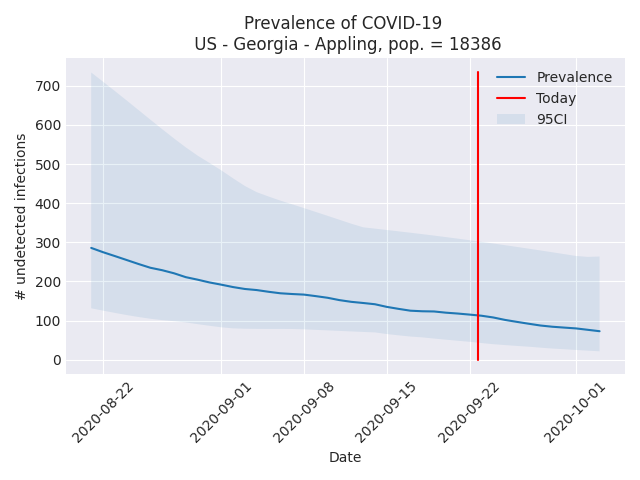 Prevalence of COVID-19
US - Georgia - Appling, pop. = 18386
700
600
500
400
300
200
100
0
# undetected infections
Prevalence
Today
95CI
2020-08-22
2020-09-01
2020-09-08
2020-09-15
2020-09-22
2020-10-01
Date